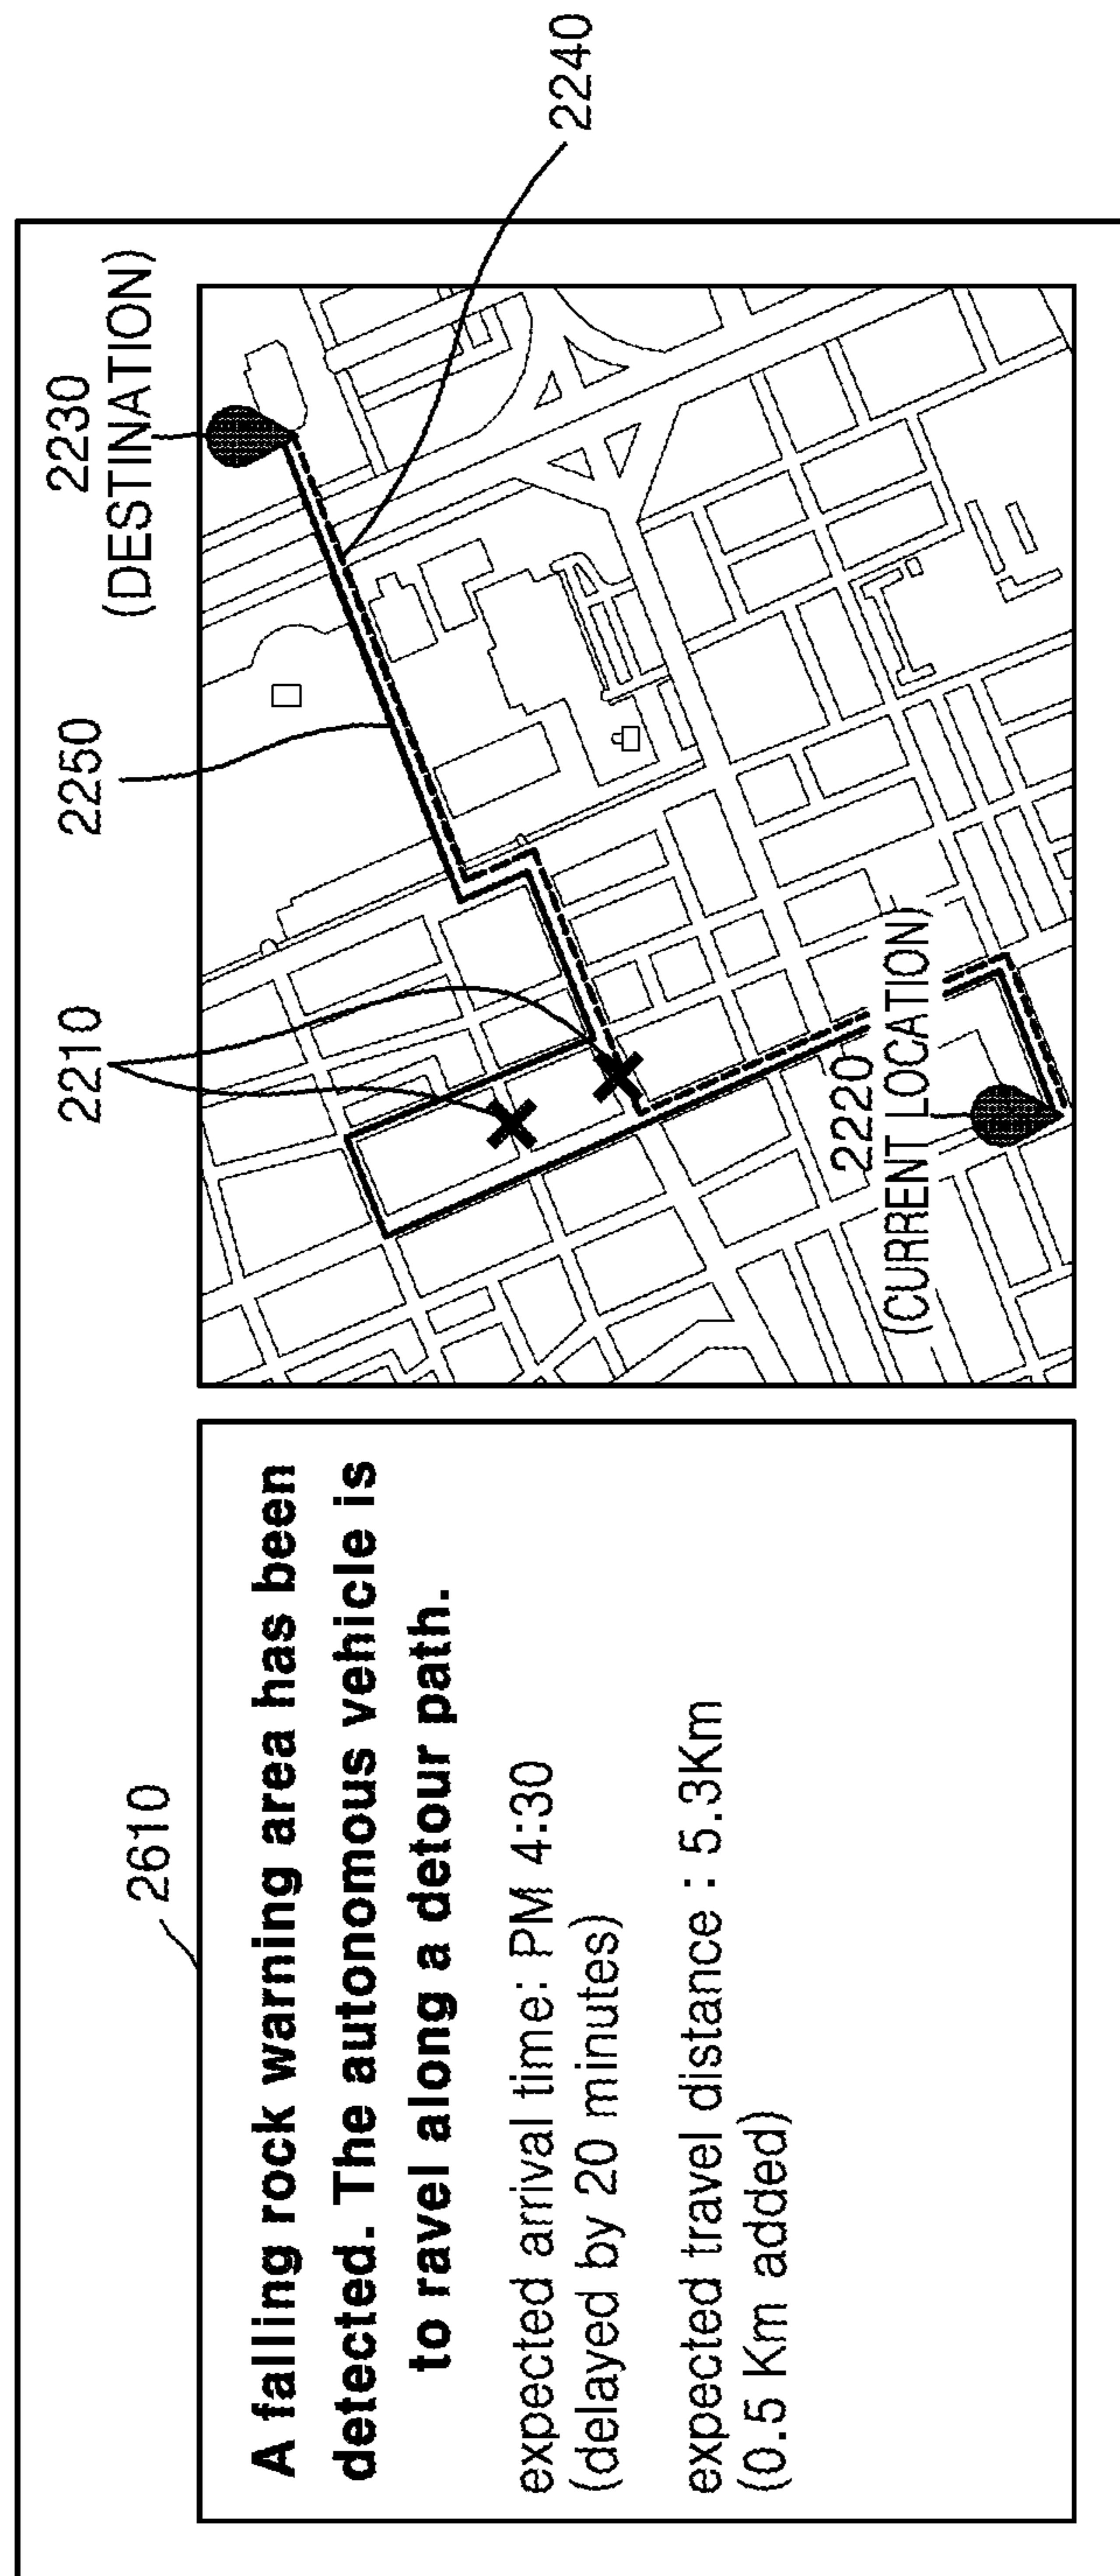 2610
A falling rock warning area has been
detected. The autonomous vehicle is
to ravel along a detour path.
expected arrival time: PM 4:30
(delayed by 20 minutes)
expected travel distance : 5.3Km
(0.5 Km added)
2210
2250
2230
(DESTINATION)
2220
(CURRENT LOCATION)
2240